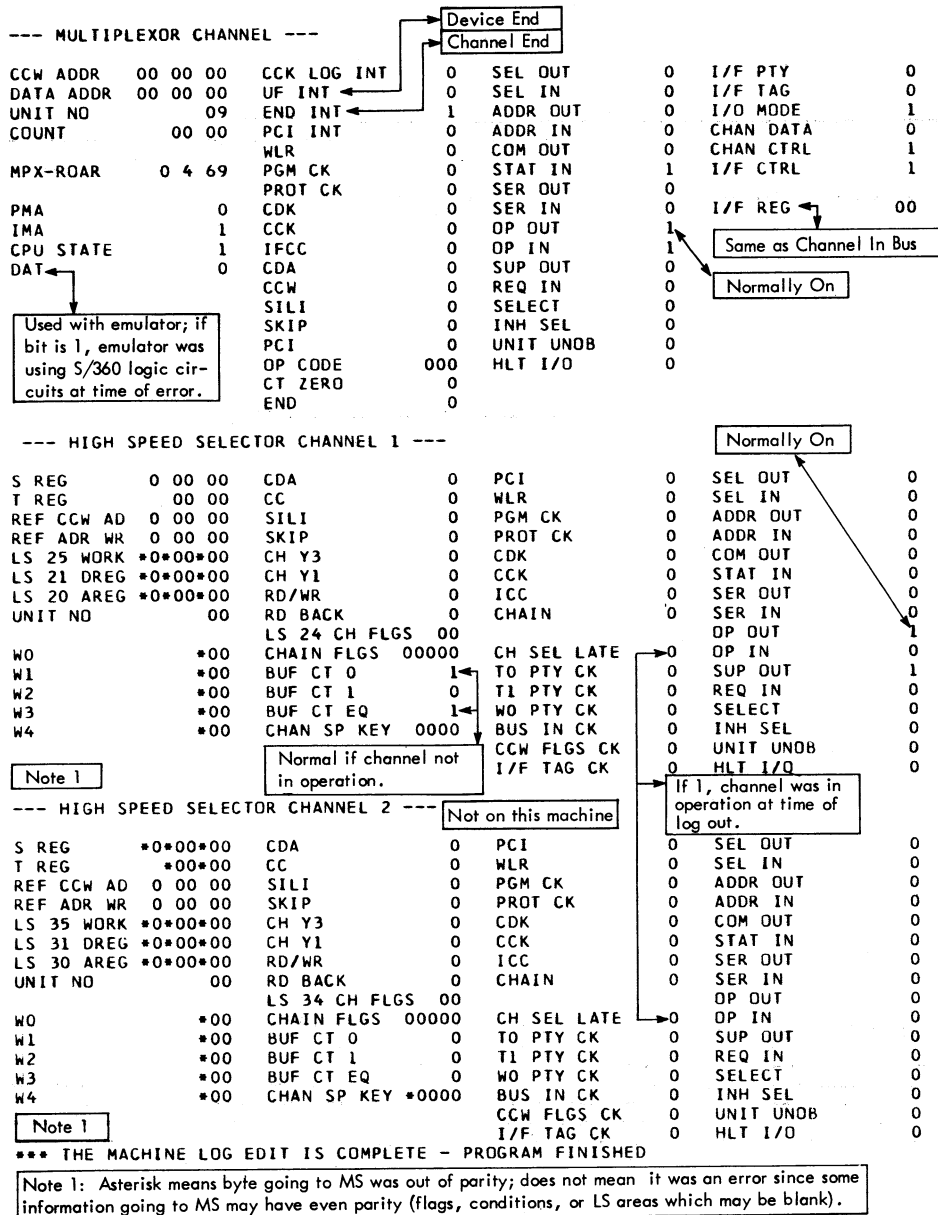 Device End
--- MULTIPLEXOR CHANNEL ---
Channel End
CCW ADDR 00 00 00 CCK LOG INT 0 SEL OUT 0 I/F PTY 0
DATA ADDR 00 00 00 UF INT 0 SEL IN 0 I/F TAG 0
UNIT NO 09 END INT 1 ADDR OUT 0 I/O MODE 1
COUNT 00 00 PCI INT 0 ADDR IN 0 CHAN DATA 0
WLR COM OUT 0 CHAN CTRL 1
MPX-ROAR 0 4 69 PGM CK 0 STAT IN 1 I/F CTRL 1
PROT CK 0 SER OUT 0
PMA 0 CDK 0 SER IN 0 I/F REG 00
IMA 1 CCK 0 OP OUT 1
CPU STATE 1 IFCC 0 OP IN 1
Same as Channel In Bus
DAT 0 CDA 0 SUP OUT 0
CCW 0 REQ IN 0
Normally On
SILI 0 SELECT 0
Used with emulator; if
bit is 1, emulator was
using S/360 logic cir-
cuits at time of error.
SKIP 0 INH SEL 0
PCI 0 UNIT UNOB 0
OP CODE 000 HLT I/O 0
CT ZERO 0
END 0
--- HIGH SPEED SELECTOR CHANNEL 1 ---
Normally On
S REG 0 00 00 CDA 0 PCI 0 SEL OUT 0
T REG 00 00 CC 0 WLR 0 SEL IN 0
REF CCW AD 0 00 00 SILI 0 PGM CK 0 ADDR OUT 0
REF ADR WR 0 00 00 SKIP 0 PROT CK 0 ADDR IN 0
LS 25 WORK *0*00*00 CH Y3 0 CDK 0 COM OUT 0
LS 21 DREG *0*00*00 CH Y1 0 CCK 0 STAT IN 0
LS 20 AREG *0*00*00 RD/WR 0 ICC 0 SER OUT 0
UNIT NO 00 RD BACK 0 CHAIN 0 SER IN 0
LS 24 CH FLGS 00 OP OUT 1
W0 *00 CHAIN FLGS 00000 CH SEL LATE 0 OP IN 0
W1 *00 BUF CT 0 1 T0 PTY CK 0 SUP OUT 1
W2 *00 BUF CT 1 0 T1 PTY CK 0 REQ IN 0
W3 *00 BUF CT EQ 1 W0 PTY CK 0 SELECT 0
W4 *00 CHAN SP KEY 0000 BUS IN CK 0 INH SEL 0
CCW FLGS CK 0 UNIT UNOB 0
I/F TAG CK 0 HLT I/O 0
Normal if channel not
in operation.
Note 1
If 1, channel was in
operation at time of
log out.
--- HIGH SPEED SELECTOR CHANNEL 2 ---
Not on this machine
S REG *0*00*00 CDA 0 PCI 0 SEL OUT 0
T REG *00*00 CC 0 WLR 0 SEL IN 0
REF CCW AD 0 00 00 SILI 0 PGM CK 0 ADDR OUT 0
REF ADR WR 0 00 00 SKIP 0 PROT CK 0 ADDR IN 0
LS 35 WORK *0*00*00 CH Y3 0 CDK 0 COM OUT 0
LS 31 DREG *0*00*00 CH Y1 0 CCK 0 STAT IN 0
LS 30 AREG *0*00*00 RD/WR 0 ICC 0 SER OUT 0
UNIT NO 00 RD BACK 0 CHAIN 0 SER IN 0
LS 34 CH FLGS 00 OP OUT 0
W0 *00 CHAIN FLGS 00000 CH SEL LATE 0 OP IN 0
W1 *00 BUF CT 0 0 T0 PTY CK 0 SUP OUT 0
W2 *00 BUF CT 1 0 T1 PTY CK 0 REQ IN 0
W3 *00 BUF CT EQ 0 W0 PTY CK 0 SELECT 0
W4 *00 CHAN SP KEY *0000 BUS IN CK 0 INH SEL 0
CCW FLGS CK 0 UNIT UNOB 0
Note 1
I/F TAG CK 0 HLT I/O 0
*** THE MACHINE LOG EDIT IS COMPLETE - PROGRAM FINISHED
Note 1: Asterisk means byte going to MS was out of parity; does not mean it was an error since some
information going to MS may have even parity (flags, conditions, or LS areas which may be blank).